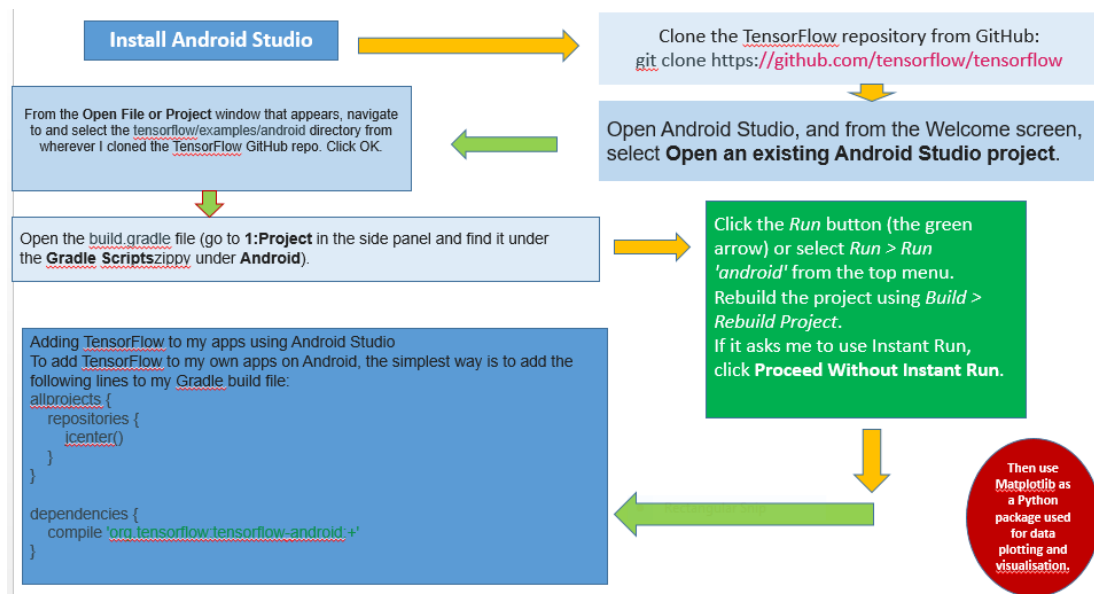 Install Android Studio
Clone the TensorFlow repository from GitHub:
git clone https://github.com/tensorflow/tensorflow
Open Android Studio, and from the Welcome screen,
select Open an existing Android Studio project.
From the Open File or Project window that appears, navigate
to and select the tensorflow/examples/android directory from
wherever I cloned the TensorFlow GitHub repo. Click OK.
Open the build.gradle file (go to 1:Project in the side panel and find it under
the Gradle Scriptszippy under Android).
Click the Run button (the green
arrow) or select Run > Run
'android' from the top menu.
Rebuild the project using Build >
Rebuild Project.
If it asks me to use Instant Run,
click Proceed Without Instant Run.
Adding TensorFlow to my apps using Android Studio
To add TensorFlow to my own apps on Android, the simplest way is to add the
following lines to my Gradle build file:
allprojects {
repositories {
jcenter()
}
}
dependencies {
compile 'org.tensorflow:tensorflow-android:+'
}
Rectangular Snip
Then use
Matplotlib as
a Python
package used
for data
plotting and
visualisation.